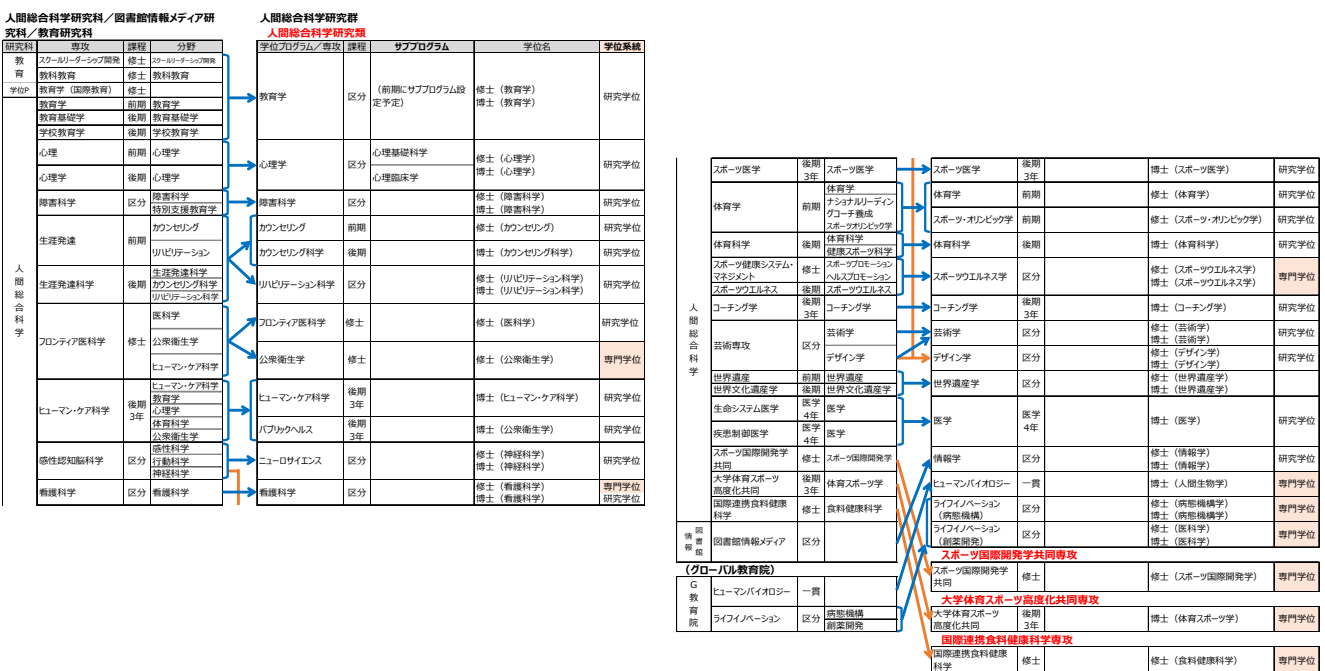 人間総合科学研究科／図書館情報メディア研
究科／教育研究科
研究科 専攻 課程 分野
教育 スクールリーダーシップ開発 修士 スクールリーダーシップ開発
教科教育 修士 教科教育
学位P 教育学（国際教育） 修士
人間総合科学 教育学 前期 教育学
教育基礎学 後期 教育基礎学
学校教育学 後期 学校教育学
心理 前期 心理学
心理学 後期 心理学
障害科学 区分 障害科学
特別支援教育学
生涯発達 前期 カウンセリング
リハビリテーション
生涯発達科学 後期 生涯発達科学
カウンセリング科学
リハビリテーション科学
フロンティア医科学 修士 医科学
公衆衛生学
ヒューマン・ケア科学
ヒューマン・ケア科学 後期 3年 ヒューマン・ケア科学
教育学
心理学
体育科学
公衆衛生学
感性認知脳科学 区分 感性科学
行動科学
神経科学
看護科学 区分 看護科学
人間総合科学研究群
人間総合科学研究類
学位プログラム／専攻 課程 サブプログラム 学位名 学位系統
教育学 区分 （前期にサブプログラム設 修士（教育学） 研究学位
定予定） 博士（教育学）
心理学 区分 心理基礎科学 修士（心理学） 研究学位
心理臨床学 博士（心理学）
障害科学 区分 修士（障害科学） 研究学位
博士（障害科学）
カウンセリング 前期 修士（カウンセリング） 研究学位
カウンセリング科学 後期 博士（カウンセリング科学） 研究学位
リハビリテーション科学 区分 修士（リハビリテーション科学） 研究学位
博士（リハビリテーション科学）
フロンティア医科学 修士 修士（医科学） 研究学位
公衆衛生学 修士 修士（公衆衛生学） 専門学位
ヒューマン・ケア科学 後期 3年 博士（ヒューマン・ケア科学） 研究学位
パブリックヘルス 後期 3年 博士（公衆衛生学） 研究学位
ニューロサイエンス 区分 修士（神経科学） 研究学位
博士（神経科学）
看護科学 区分 修士（看護科学） 専門学位
博士（看護科学） 研究学位
人間総合科学 スポーツ医学 後期 3年 スポーツ医学
体育学 前期 体育学
ナショナルリーディン
グコーチ養成
スポーツオリンピック学
体育科学 後期 体育科学
健康スポーツ科学
スポーツ健康システム・ 修士 スポーツプロモーション
マネジメント ヘルスプロモーション
スポーツウエルネス 後期 スポーツウエルネス
コーチング学 後期 3年 コーチング学
芸術専攻 区分 芸術学
デザイン学
世界遺産 前期 世界遺産
世界文化遺産学 後期 世界文化遺産学
生命システム医学 医学 4年 医学
疾患制御医学 医学 4年 医学
スポーツ国際開発学 修士 スポーツ国際開発学
共同
大学体育スポーツ 後期 3年 体育スポーツ学
高度化共同
国際連携食料健康 修士 食料健康科学
科学
図書館情報 図書館情報メディア 区分
（グローバル教育院）
G教育院 ヒューマンバイオロジー 一貫
ライフイノベーション 区分 病態機構
創薬開発
スポーツ医学 後期 3年 博士（スポーツ医学） 研究学位
体育学 前期 修士（体育学） 研究学位
スポーツ・オリンピック学 前期 修士（スポーツ・オリンピック学） 研究学位
体育科学 後期 博士（体育科学） 研究学位
スポーツウエルネス学 区分 修士（スポーツウエルネス学） 専門学位
博士（スポーツウエルネス学）
コーチング学 後期 3年 博士（コーチング学） 研究学位
芸術学 区分 修士（芸術学） 研究学位
博士（芸術学）
デザイン学 区分 修士（デザイン学） 研究学位
博士（デザイン学）
世界遺産学 区分 修士（世界遺産学）
博士（世界遺産学）
医学 医学 4年 博士（医学） 研究学位
情報学 区分 修士（情報学） 研究学位
博士（情報学）
ヒューマンバイオロジー 一貫 博士（人間生物学） 専門学位
ライフイノベーション 区分 修士（病態機構学） 専門学位
（病態機構） 博士（病態機構学）
ライフイノベーション 区分 修士（医科学） 専門学位
（創薬開発） 博士（医科学）
スポーツ国際開発学共同専攻
スポーツ国際開発学 修士 修士（スポーツ国際開発学） 専門学位
共同
大学体育スポーツ高度化共同専攻
大学体育スポーツ 後期 3年 博士（体育スポーツ学） 専門学位
高度化共同
国際連携食料健康科学専攻
国際連携食料健康 修士 修士（食料健康科学） 専門学位
科学